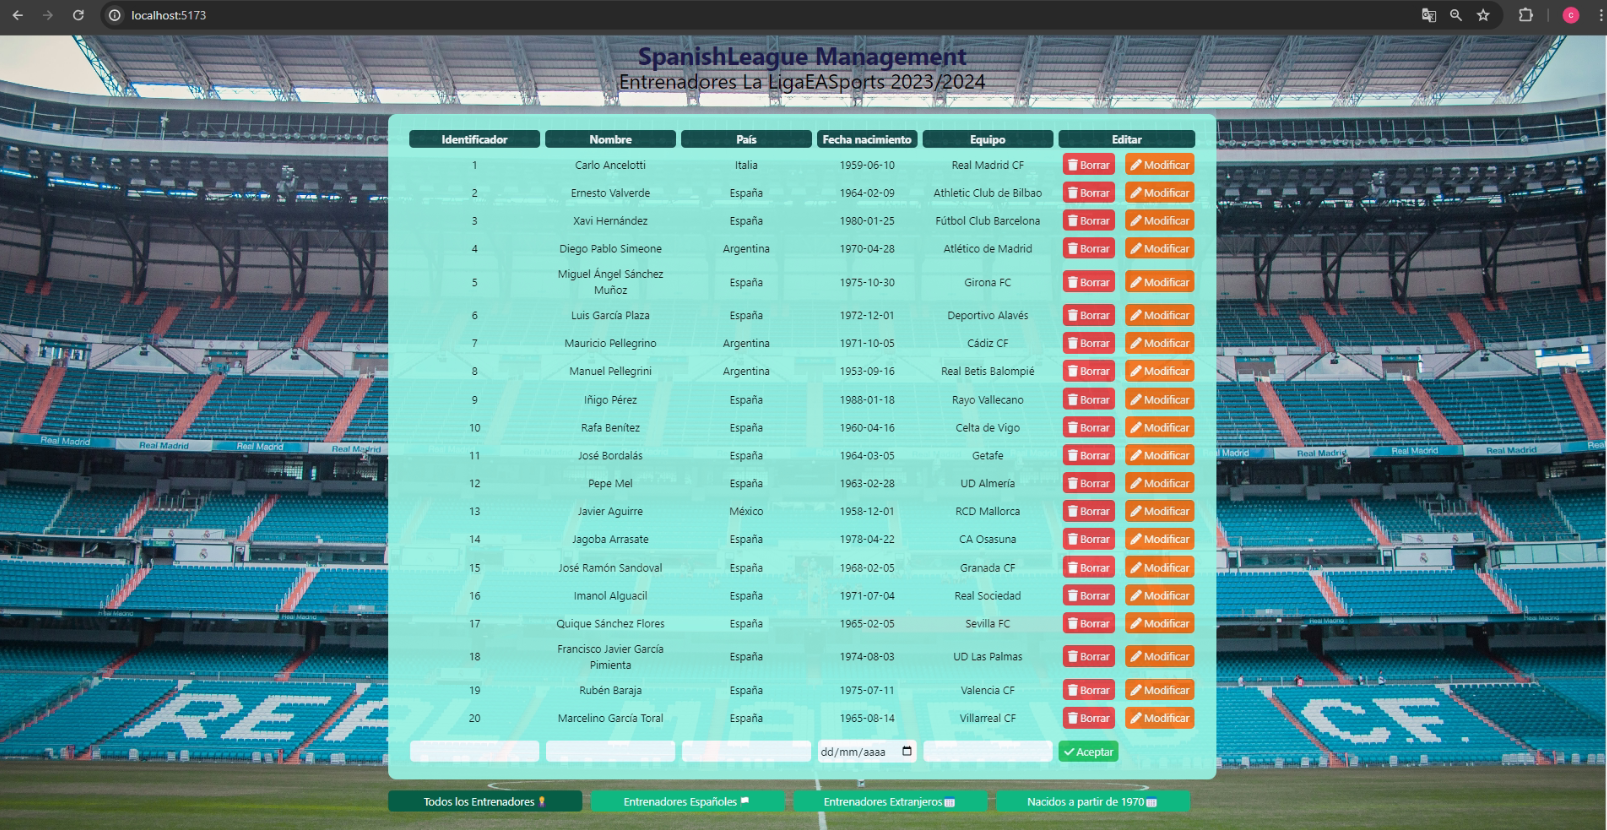 localhost:5173
SpanishLeague Management
Entrenadores La LigaEASports 2023/2024
Identificador Nombre País Fecha nacimiento Equipo Editar
1 Carlo Ancelotti Italia 1959-06-10 Real Madrid CF Borrar Modificar
2 Ernesto Valverde España 1964-02-09 Athletic Club de Bilbao Borrar Modificar
3 Xavi Hernández España 1980-01-25 Fútbol Club Barcelona Borrar Modificar
4 Diego Pablo Simeone Argentina 1970-04-28 Atlético de Madrid Borrar Modificar
5 Miguel Ángel Sánchez Muñoz España 1975-10-30 Girona FC Borrar Modificar
6 Luis García Plaza España 1972-12-01 Deportivo Alavés Borrar Modificar
7 Mauricio Pellegrino Argentina 1971-10-05 Cádiz CF Borrar Modificar
8 Manuel Pellegrini Argentina 1953-09-16 Real Betis Balompié Borrar Modificar
9 Iñigo Pérez España 1988-01-18 Rayo Vallecano Borrar Modificar
10 Rafa Benítez España 1960-04-16 Celta de Vigo Borrar Modificar
11 José Bordalás España 1964-03-05 Getafe Borrar Modificar
12 Pepe Mel España 1963-02-28 UD Almería Borrar Modificar
13 Javier Aguirre México 1958-12-01 RCD Mallorca Borrar Modificar
14 Jagoba Arrasate España 1978-04-22 CA Osasuna Borrar Modificar
15 José Ramón Sandoval España 1968-02-05 Granada CF Borrar Modificar
16 Imanol Alguacil España 1971-07-04 Real Sociedad Borrar Modificar
17 Quique Sánchez Flores España 1965-02-05 Sevilla FC Borrar Modificar
18 Francisco Javier García Pimienta España 1974-08-03 UD Las Palmas Borrar Modificar
19 Rubén Baraja España 1975-07-11 Valencia CF Borrar Modificar
20 Marcelino García Toral España 1965-08-14 Villarreal CF Borrar Modificar
dd/mm/aaaa Aceptar
Todos los Entrenadores Entrenadores Españoles Entrenadores Extranjeros Nacidos a partir de 1970
Real Madrid Real Madrid Real Madrid Real Madrid
Real Madrid Real Madrid Real Madrid Real Madrid
REAL MADRID C.F.